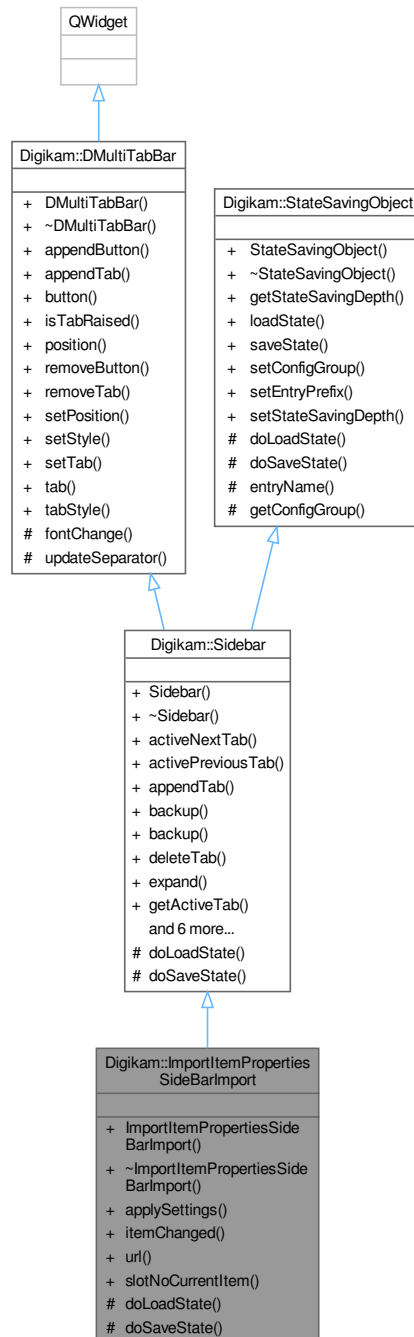 QWidget
Digikam::DMultiTabBar
+ DMultiTabBar()
+ ~DMultiTabBar()
+ appendButton()
+ appendTab()
+ button()
+ isTabRaised()
+ position()
+ removeButton()
+ removeTab()
+ setPosition()
+ setStyle()
+ setTab()
+ tab()
+ tabStyle()
# fontChange()
# updateSeparator()
Digikam::StateSavingObject
+ StateSavingObject()
+ ~StateSavingObject()
+ getStateSavingDepth()
+ loadState()
+ saveState()
+ setConfigGroup()
+ setEntryPrefix()
+ setStateSavingDepth()
# doLoadState()
# doSaveState()
# entryName()
# getConfigGroup()
Digikam::Sidebar
+ Sidebar()
+ ~Sidebar()
+ activeNextTab()
+ activePreviousTab()
+ appendTab()
+ backup()
+ backup()
+ deleteTab()
+ expand()
+ getActiveTab()
and 6 more...
# doLoadState()
# doSaveState()
Digikam::ImportItemProperties
SideBarImport
+ ImportItemPropertiesSide
BarImport()
+ ~ImportItemPropertiesSide
BarImport()
+ applySettings()
+ itemChanged()
+ url()
+ slotNoCurrentItem()
# doLoadState()
# doSaveState()